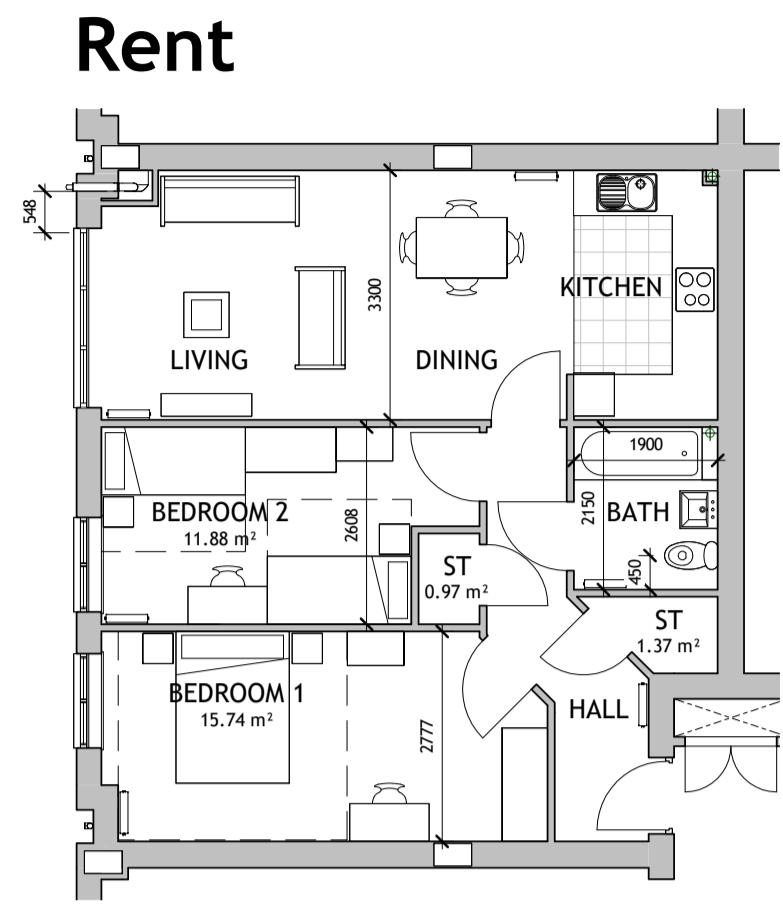 Rent
548
3300
KITCHEN
LIVING
DINING
1900
BEDROOM 2
11.88 m²
2608
2150
BATH
450
ST
0.97 m²
ST
1.37 m²
BEDROOM 1
15.74 m²
2777
HALL